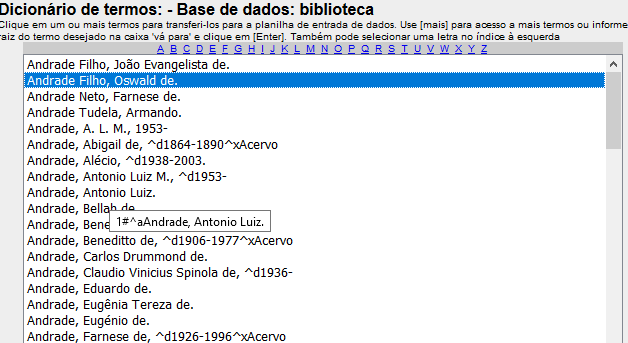 Dicionário de termos: - Base de dados: biblioteca
Clique em um ou mais termos para transferi-los para a planilha de entrada de dados. Use [mais] para acesso a mais termos ou informe
raiz do termo desejado na caixa 'vá para' e clique em [Enter]. Também pode selecionar uma letra no índice à esquerda
A B C D E F G H I J K L M N O P Q R S T U V W X Y Z
Andrade Filho, João Evangelista de.
Andrade Filho, Oswald de.
Andrade Neto, Farnese de.
Andrade Tudela, Armando.
Andrade, A. L. M., 1953-
Andrade, Abigail de, ^d1864-1890^xAcervo
Andrade, Alécio, ^d1938-2003.
Andrade, Antonio Luiz M., ^d1953-
Andrade, Antonio Luiz.
Andrade, Bellah de.
Andrade, Bene
1#^aAndrade, Antonio Luiz.
Andrade, Beneditto de, ^d1906-1977^xAcervo
Andrade, Carlos Drummond de.
Andrade, Claudio Vinicius Spinola de, ^d1936-
Andrade, Eduardo de.
Andrade, Eugênia Tereza de.
Andrade, Eugénio de.
Andrade, Farnese de, ^d1926-1996^xAcervo